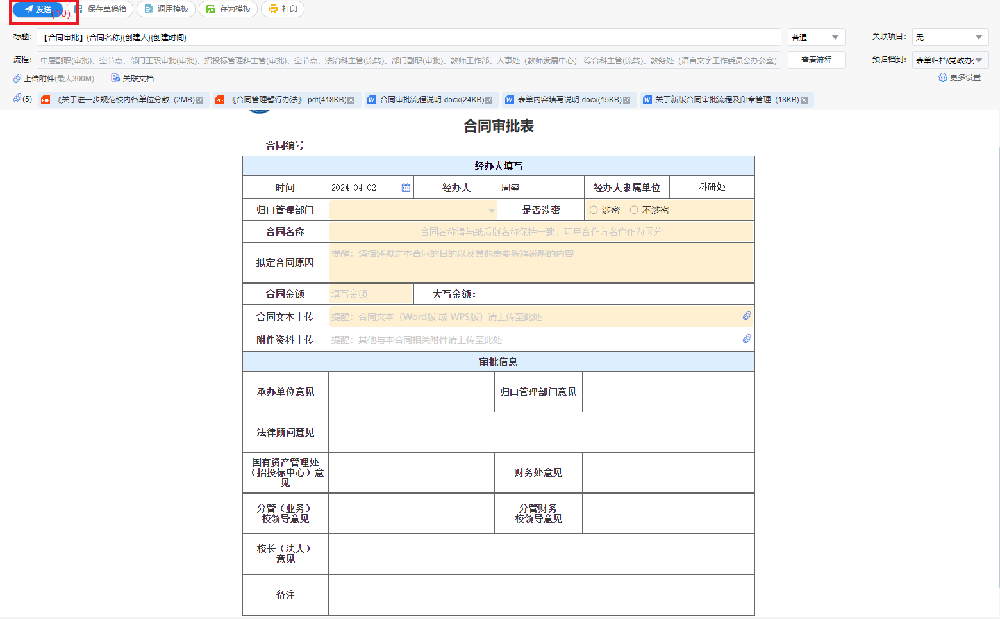 发送 (10) 保存草稿箱 调用模板 存为模板 打印
标题： 【合同审批】{合同名称}{创建人}{创建时间} 普通 关联项目： 无
流程： 中层副职(审批)、空节点、部门正职审批(审批)、招投标管理科主管(审批)、空节点、法治科主管(流转)、部门副职(审批)、教师工作部、人事处（教师发展中心）-综合科主管(流转)、教务处（语言文字工作委员会办公室） 查看流程 预归档到： 表单归档\党政办
上传附件(最大300M) 关联文档 更多设置
(5) 《关于进一步规范校内各单位分散..(2MB) 《合同管理暂行办法》.pdf(418KB) 合同审批流程说明.docx(24KB) 表单内容填写说明.docx(15KB) 关于新版合同审批流程及印章管理..(18KB)
合同审批表
合同编号
经办人填写
时间 2024-04-02 经办人 周玺 经办人隶属单位 科研处
归口管理部门 是否涉密 涉密 不涉密
合同名称 合同名称请与纸质版名称保持一致，可用合作方名称作为区分
拟定合同原因 提醒：请描述拟定本合同的目的以及其他需要解释说明的内容
合同金额 填写金额 大写金额：
合同文本上传 提醒：合同文本（Word版 或 WPS版）请上传至此处
附件资料上传 提醒：其他与本合同相关附件请上传至此处
审批信息
承办单位意见 归口管理部门意见
法律顾问意见
国有资产管理处
（招投标中心）意
见
财务处意见
分管（业务）
校领导意见
分管财务
校领导意见
校长（法人）
意见
备注